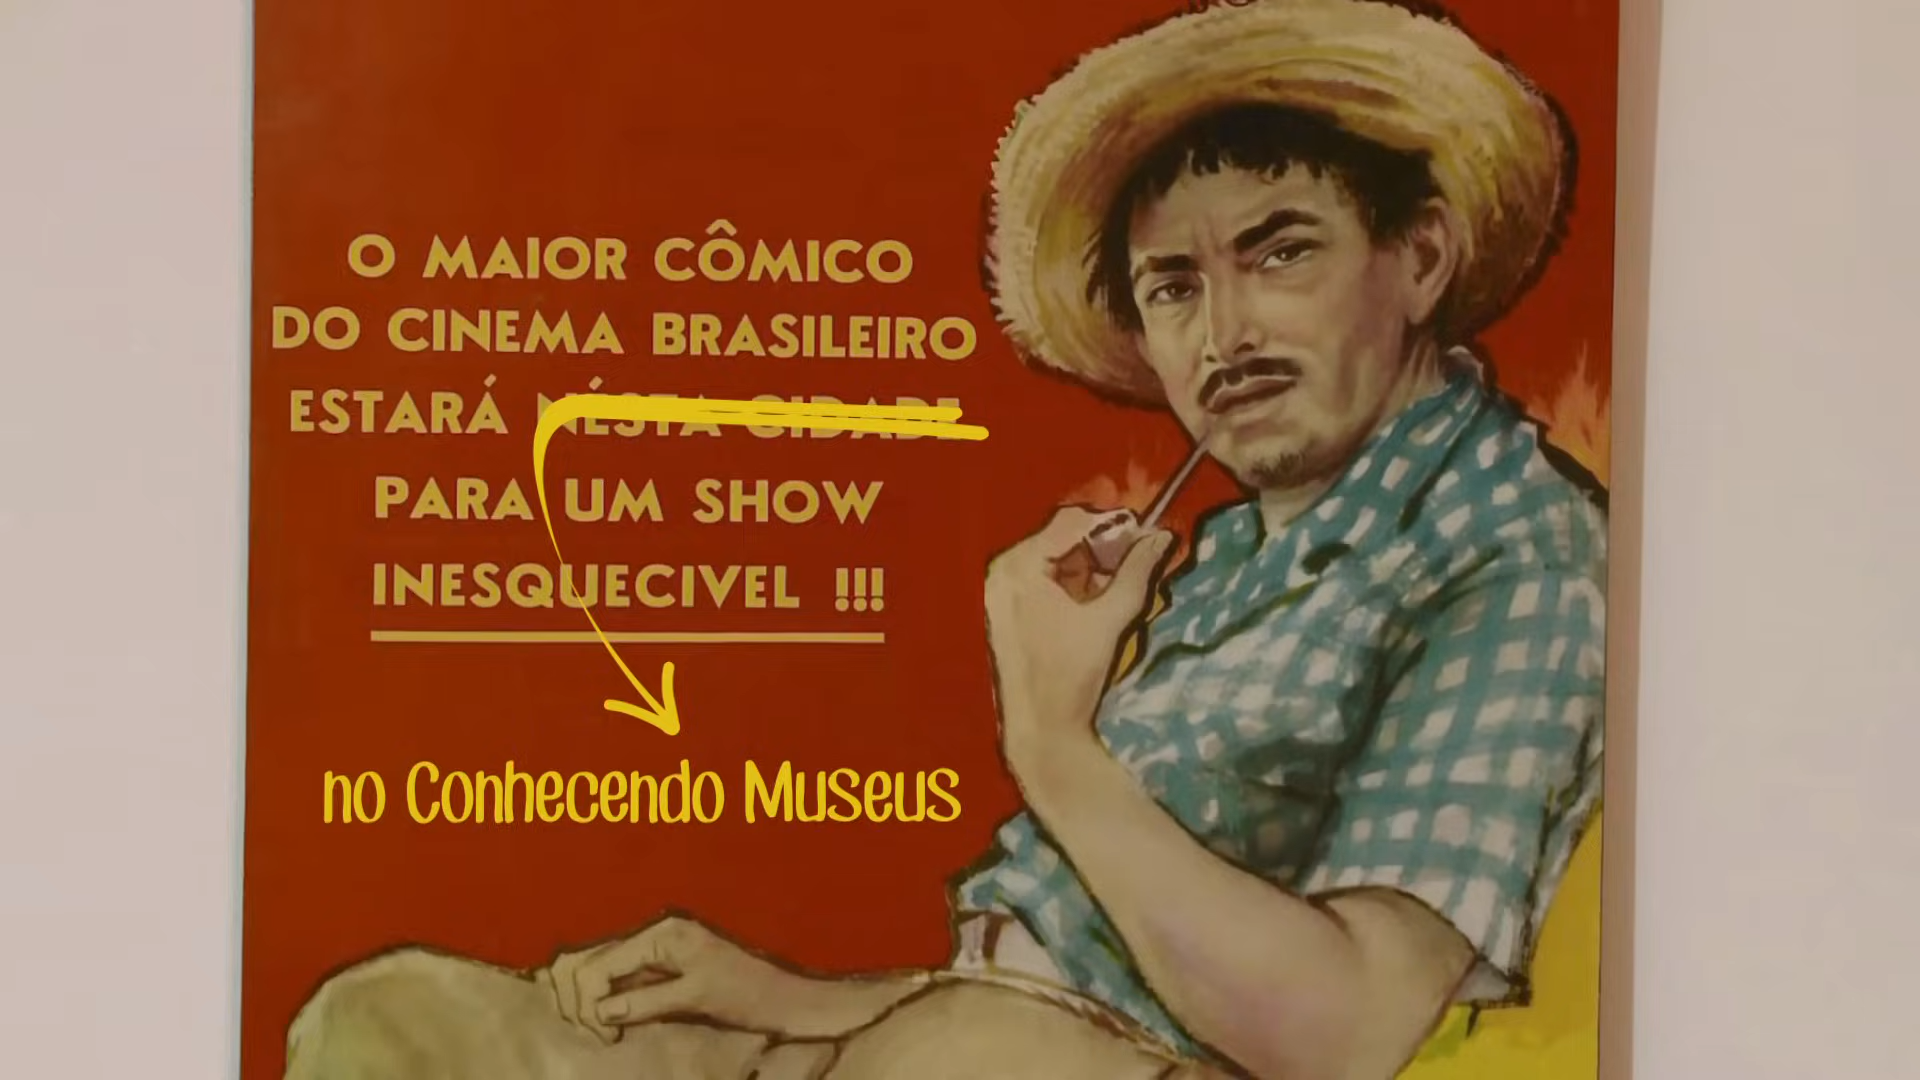 O MAIOR CÔMICO
DO CINEMA BRASILEIRO
ESTARÁ NÉSTA CIDADE
PARA UM SHOW
INESQUECIVEL !!!
no Conhecendo Museus